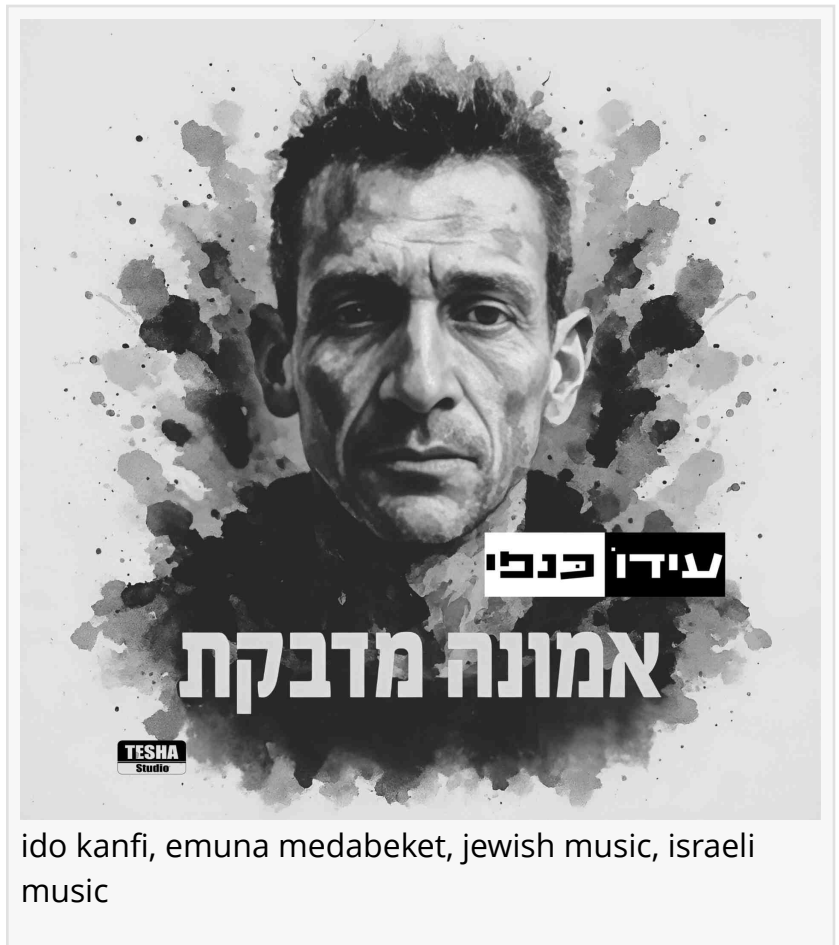 עידו כנפי
אמונה מדבקת
TESHA
Studio
ido kanfi, emuna medabeket, jewish music, israeli
music